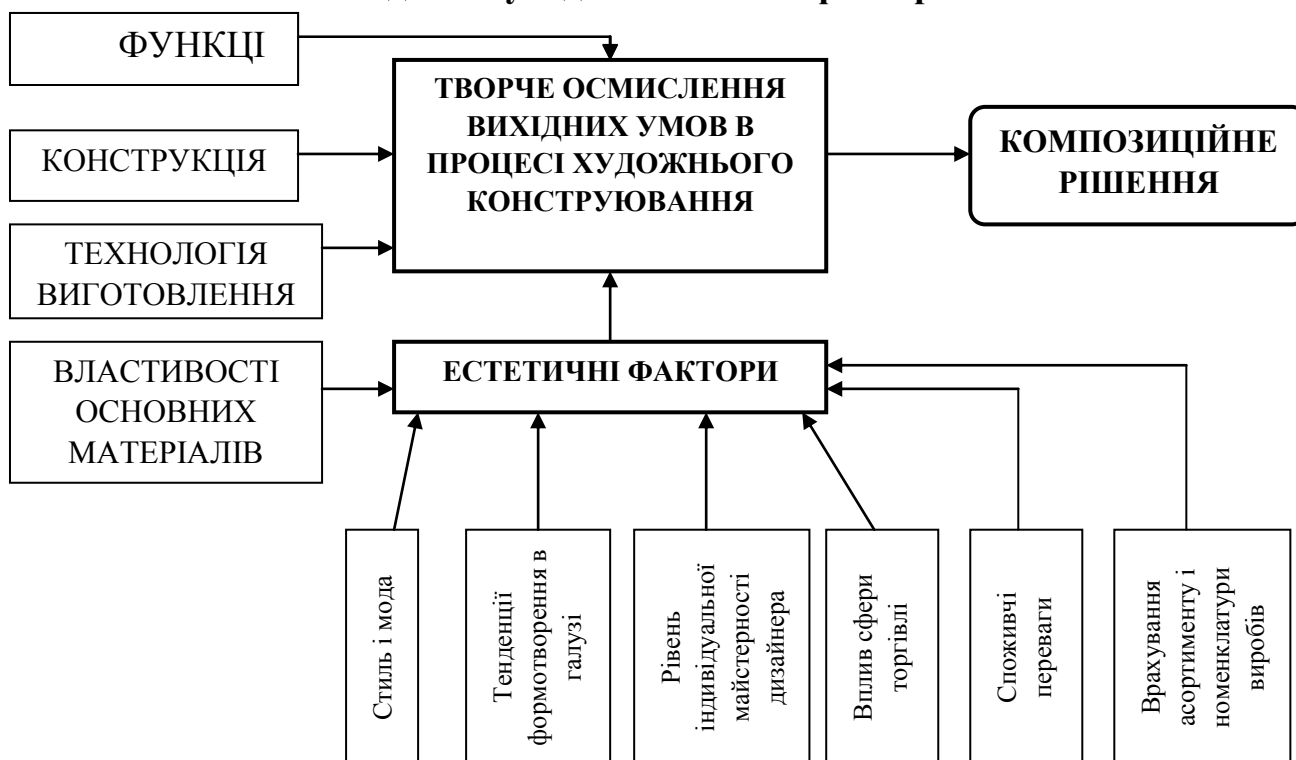 ФУНКЦІ
ТВОРЧЕ ОСМИСЛЕННЯ
ВИХІДНИХ УМОВ В
ПРОЦЕСІ ХУДОЖНЬОГО
КОНСТРУЮВАННЯ
КОМПОЗИЦІЙНЕ
РІШЕННЯ
КОНСТРУКЦІЯ
ТЕХНОЛОГІЯ
ВИГОТОВЛЕННЯ
ВЛАСТИВОСТІ
ОСНОВНИХ
МАТЕРІАЛІВ
ЕСТЕТИЧНІ ФАКТОРИ
Стиль і мода
Тенденції
формотворення в
галузі
Рівень
індивідуальної
майстерності
дизайнера
Вплив сфери
торгівлі
Споживчі
переваги
Врахування
асортименту і
номенклатури
виробів